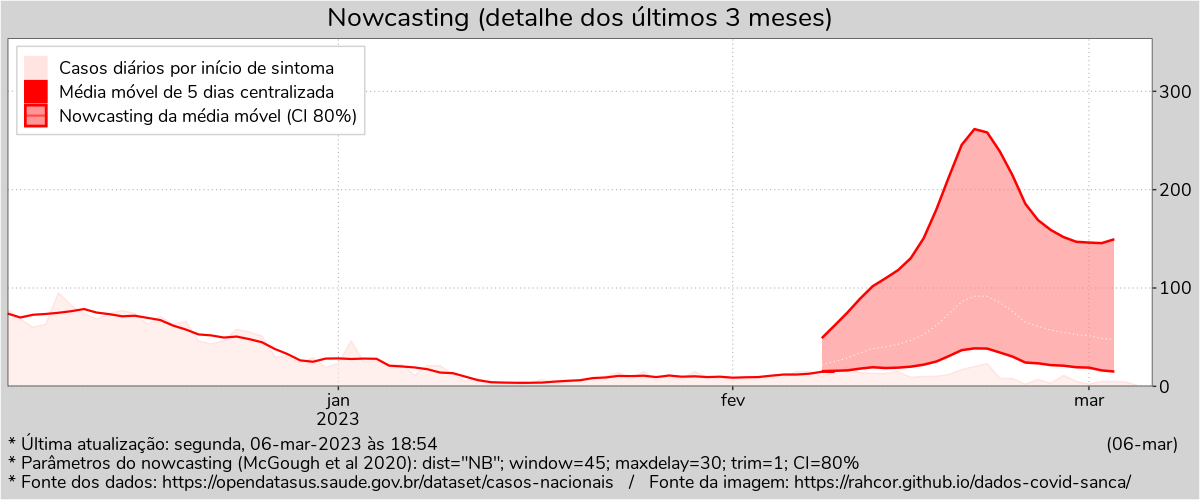 Nowcasting (detalhe dos últimos 3 meses)
Casos diários por início de sintoma
Média móvel de 5 dias centralizada
Nowcasting da média móvel (CI 80%)
300
200
100
0
jan
2023
fev
mar
* Última atualização: segunda, 06-mar-2023 às 18:54
(06-mar)
* Parâmetros do nowcasting (McGough et al 2020): dist="NB"; window=45; maxdelay=30; trim=1; CI=80%
* Fonte dos dados: https://opendatasus.saude.gov.br/dataset/casos-nacionais / Fonte da imagem: https://rahcor.github.io/dados-covid-sanca/